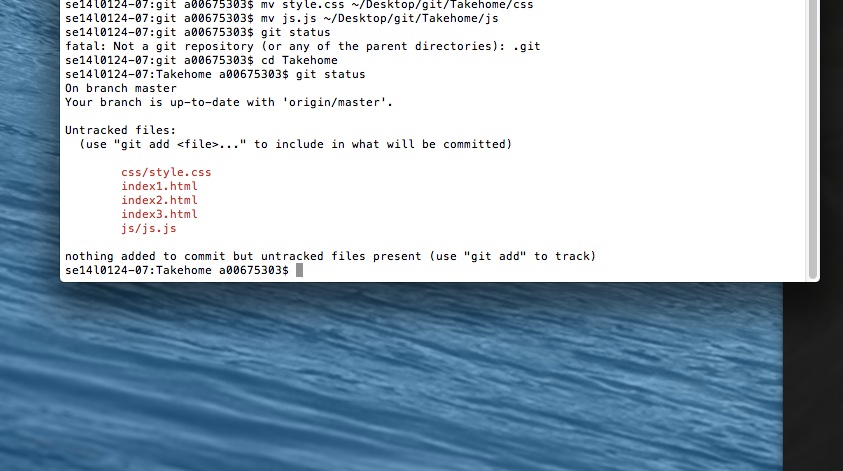 se14l0124-07:git a00675303$ mv style.css ~/Desktop/git/Takehome/css
se14l0124-07:git a00675303$ mv js.js ~/Desktop/git/Takehome/js
se14l0124-07:git a00675303$ git status
fatal: Not a git repository (or any of the parent directories): .git
se14l0124-07:git a00675303$ cd Takehome
se14l0124-07:Takehome a00675303$ git status
On branch master
Your branch is up-to-date with 'origin/master'.
Untracked files:
  (use "git add <file>..." to include in what will be committed)
        css/style.css
        index1.html
        index2.html
        index3.html
        js/js.js
nothing added to commit but untracked files present (use "git add" to track)
se14l0124-07:Takehome a00675303$